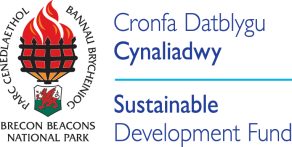 PARC CENEDLAETHOL
BANNAU BRYCHEINIOG
BRECON BEACONS
NATIONAL PARK
Cronfa Datblygu
Cynaliadwy
Sustainable
Development Fund